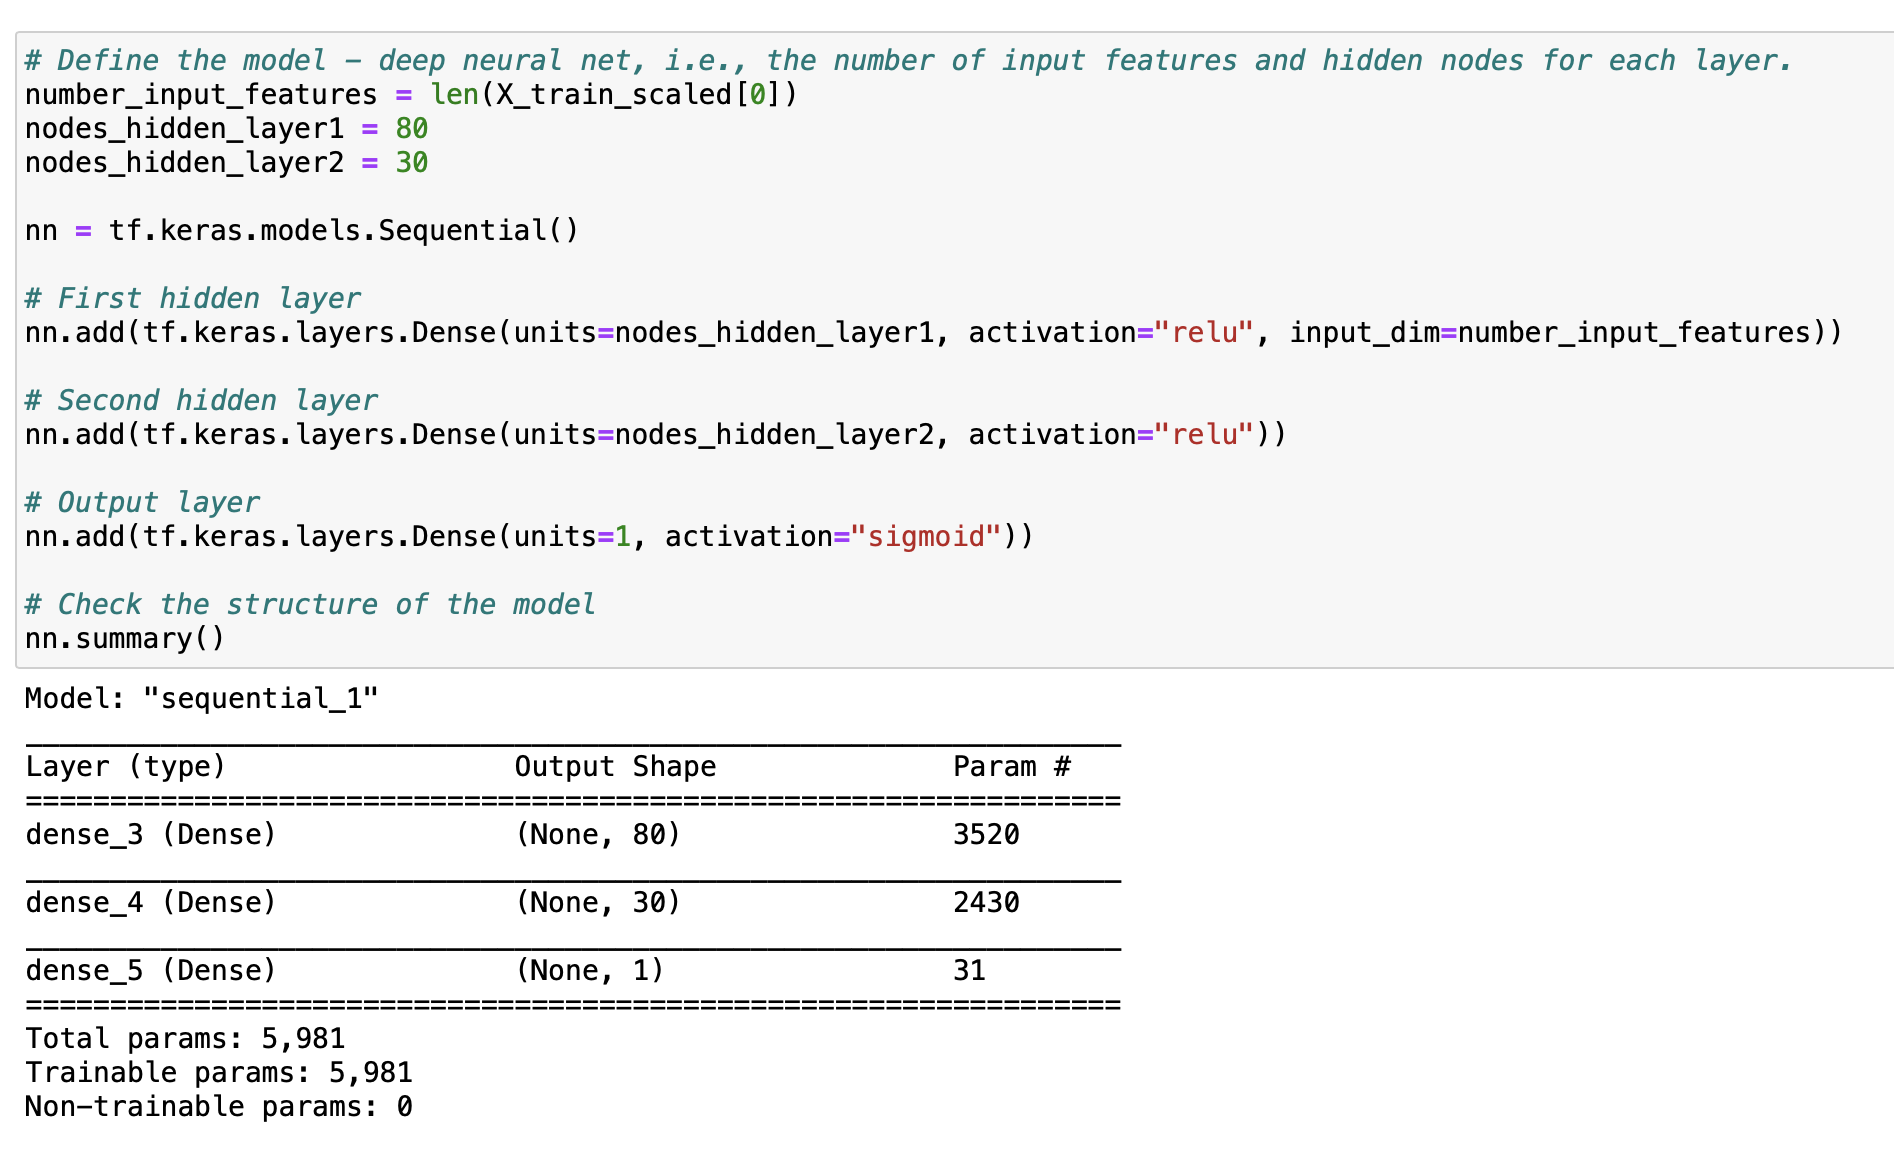 # Define the model – deep neural net, i.e., the number of input features and hidden nodes for each layer.
number_input_features = len(X_train_scaled[0])
nodes_hidden_layer1 = 80
nodes_hidden_layer2 = 30
nn = tf.keras.models.Sequential()
# First hidden layer
nn.add(tf.keras.layers.Dense(units=nodes_hidden_layer1, activation="relu", input_dim=number_input_features))
# Second hidden layer
nn.add(tf.keras.layers.Dense(units=nodes_hidden_layer2, activation="relu"))
# Output layer
nn.add(tf.keras.layers.Dense(units=1, activation="sigmoid"))
# Check the structure of the model
nn.summary()
Model: "sequential_1"
_________________________________________________________________
Layer (type)                 Output Shape              Param #
=================================================================
dense_3 (Dense)              (None, 80)                3520
_________________________________________________________________
dense_4 (Dense)              (None, 30)                2430
_________________________________________________________________
dense_5 (Dense)              (None, 1)                 31
=================================================================
Total params: 5,981
Trainable params: 5,981
Non-trainable params: 0